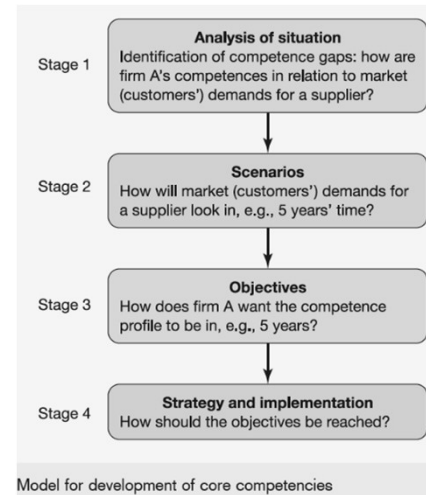 Stage 1
Analysis of situation
Identification of competence gaps: how are
firm A's competences in relation to market
(customers') demands for a supplier?
Stage 2
Scenarios
How will market (customers') demands for
a supplier look in, e.g., 5 years' time?
Stage 3
Objectives
How does firm A want the competence
profile to be in, e.g., 5 years?
Stage 4
Strategy and implementation
How should the objectives be reached?
Model for development of core competencies